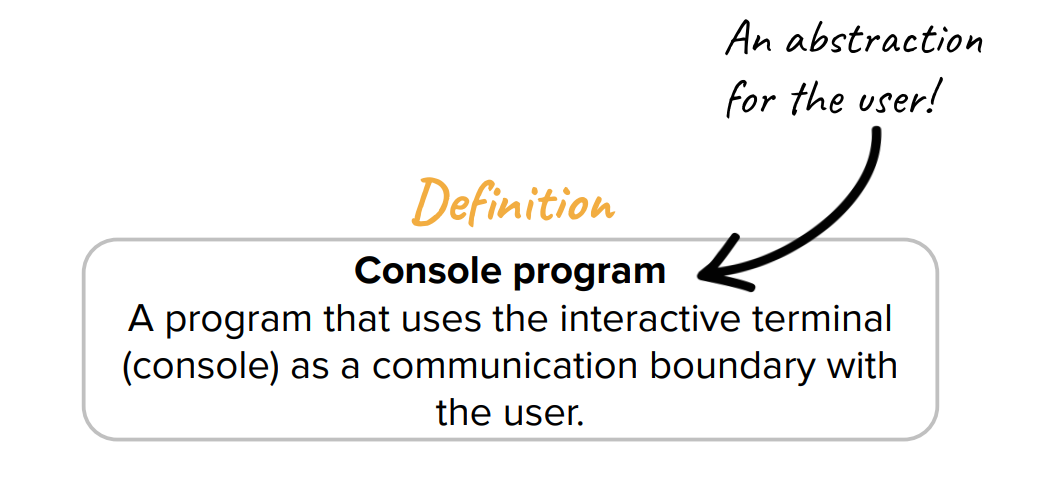 An abstraction
for the user!
Definition
Console program
A program that uses the interactive terminal
(console) as a communication boundary with
the user.